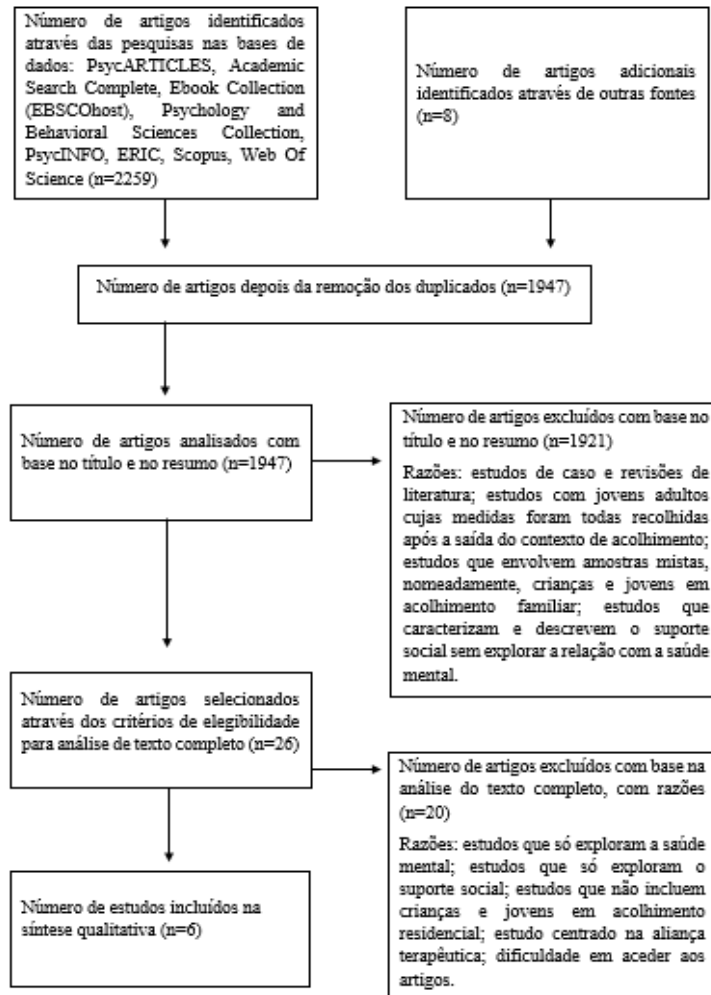 Número de artigos identificados
através das pesquisas nas bases de
dados: PsycARTICLES, Academic
Search Complete, Ebook Collection
(EBSCOhost), Psychology and
Behavioral Sciences Collection,
PsycINFO, ERIC, Scopus, Web Of
Science (n=2259)
Número de artigos adicionais
identificados através de outras fontes
(n=8)
Número de artigos depois da remoção dos duplicados (n=1947)
Número de artigos analisados com
base no título e no resumo (n=1947)
Número de artigos excluídos com base no
título e no resumo (n=1921)
Razões: estudos de caso e revisões de
literatura; estudos com jovens adultos
cujas medidas foram todas recolhidas
após a saída do contexto de acolhimento;
estudos que envolvem amostras mistas,
nomeadamente, crianças e jovens em
acolhimento familiar; estudos que
caracterizam e descrevem o suporte
social sem explorar a relação com a saúde
mental.
Número de artigos selecionados
através dos critérios de elegibilidade
para análise de texto completo (n=26)
Número de artigos excluídos com base na
análise do texto completo, com razões
(n=20)
Razões: estudos que só exploram a saúde
mental; estudos que só exploram o
suporte social; estudos que não incluem
crianças e jovens em acolhimento
residencial; estudo centrado na aliança
terapêutica; dificuldade em aceder aos
artigos.
Número de estudos incluídos na
síntese qualitativa (n=6)